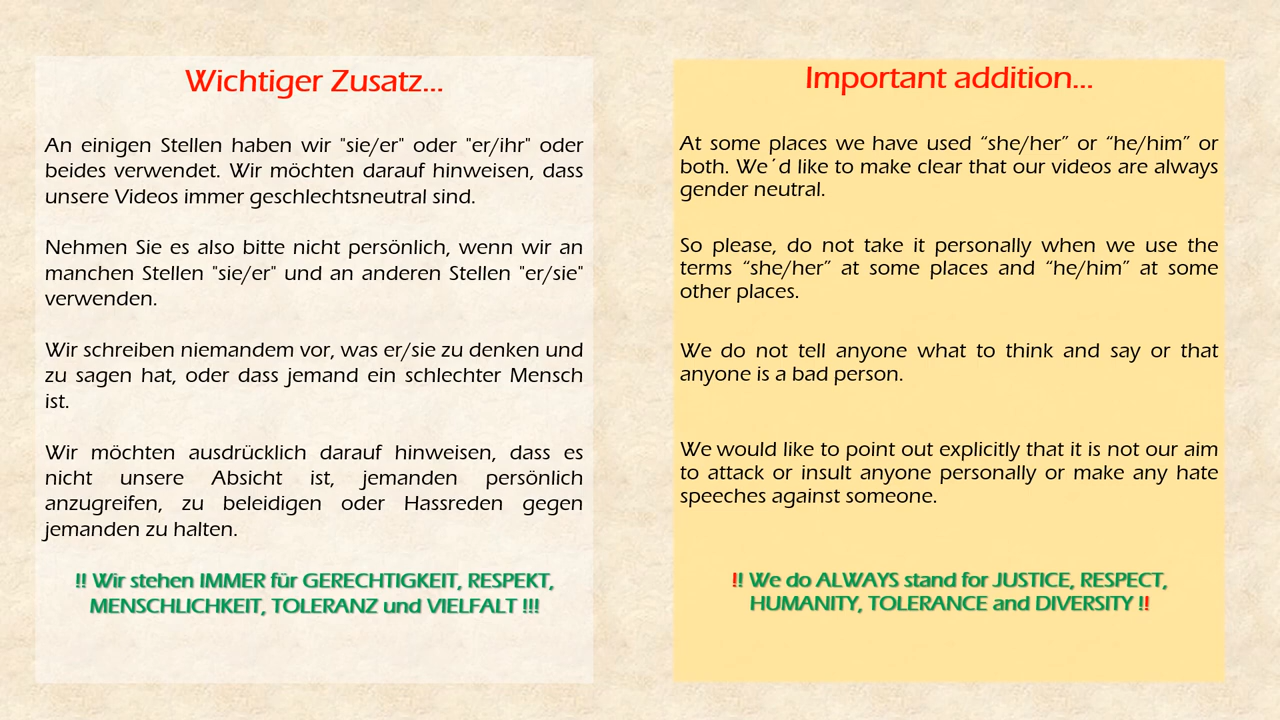 Wichtiger Zusatz...
An einigen Stellen haben wir "sie/er" oder "er/ihr" oder
beides verwendet. Wir möchten darauf hinweisen, dass
unsere Videos immer geschlechtsneutral sind.
Nehmen Sie es also bitte nicht persönlich, wenn wir an
manchen Stellen "sie/er" und an anderen Stellen "er/sie"
verwenden.
Wir schreiben niemandem vor, was er/sie zu denken und
zu sagen hat, oder dass jemand ein schlechter Mensch
ist.
Wir möchten ausdrücklich darauf hinweisen, dass es
nicht unsere Absicht ist, jemanden persönlich
anzugreifen, zu beleidigen oder Hassreden gegen
jemanden zu halten.
!! Wir stehen IMMER für GERECHTIGKEIT, RESPEKT,
MENSCHLICHKEIT, TOLERANZ und VIELFALT !!!
Important addition...
At some places we have used “she/her” or “he/him” or
both. We´d like to make clear that our videos are always
gender neutral.
So please, do not take it personally when we use the
terms “she/her” at some places and “he/him” at some
other places.
We do not tell anyone what to think and say or that
anyone is a bad person.
We would like to point out explicitly that it is not our aim
to attack or insult anyone personally or make any hate
speeches against someone.
!! We do ALWAYS stand for JUSTICE, RESPECT,
HUMANITY, TOLERANCE and DIVERSITY !!